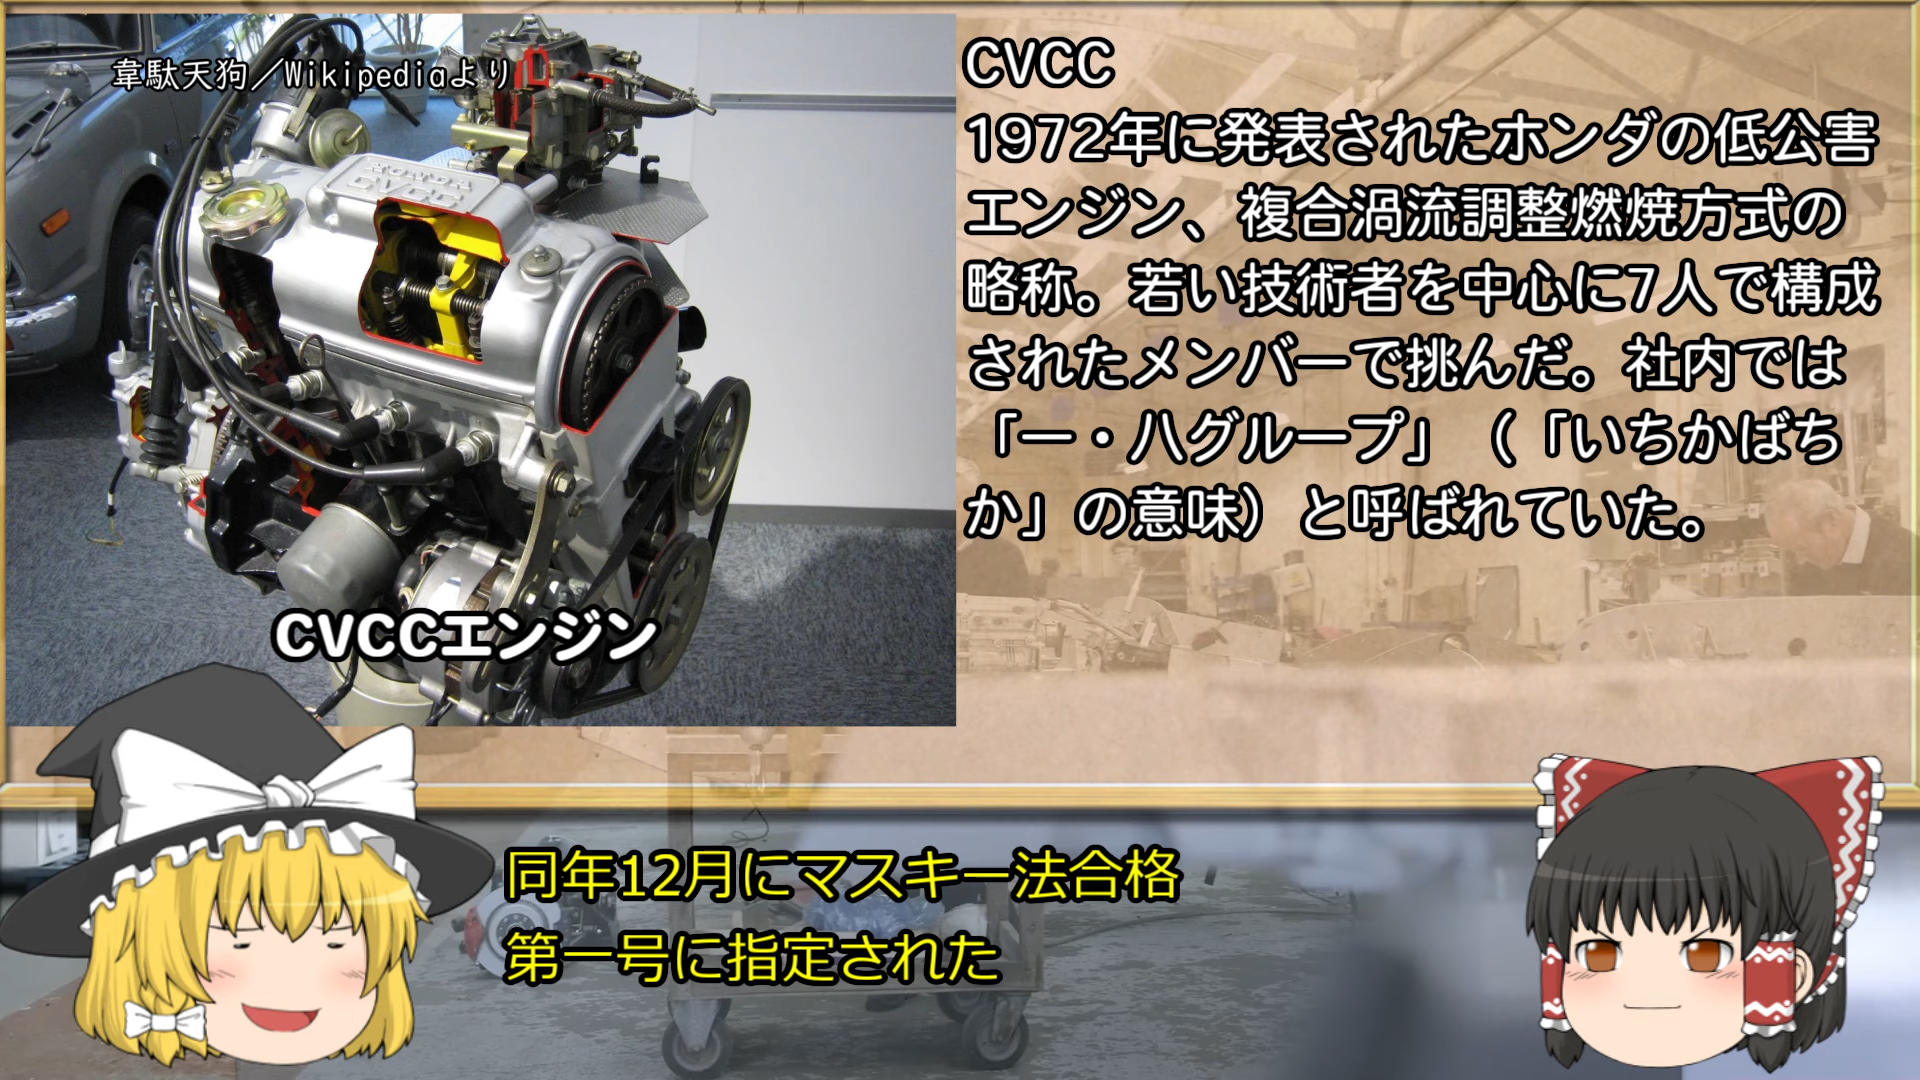 韋駄天狗／Wikipediaより
HONDA
CVCC
CVCCエンジン
CVCC
1972年に発表されたホンダの低公害
エンジン、複合渦流調整燃焼方式の
略称。若い技術者を中心に7人で構成
されたメンバーで挑んだ。社内では
「一・八グループ」（「いちかばち
か」の意味）と呼ばれていた。
同年12月にマスキー法合格
第一号に指定された